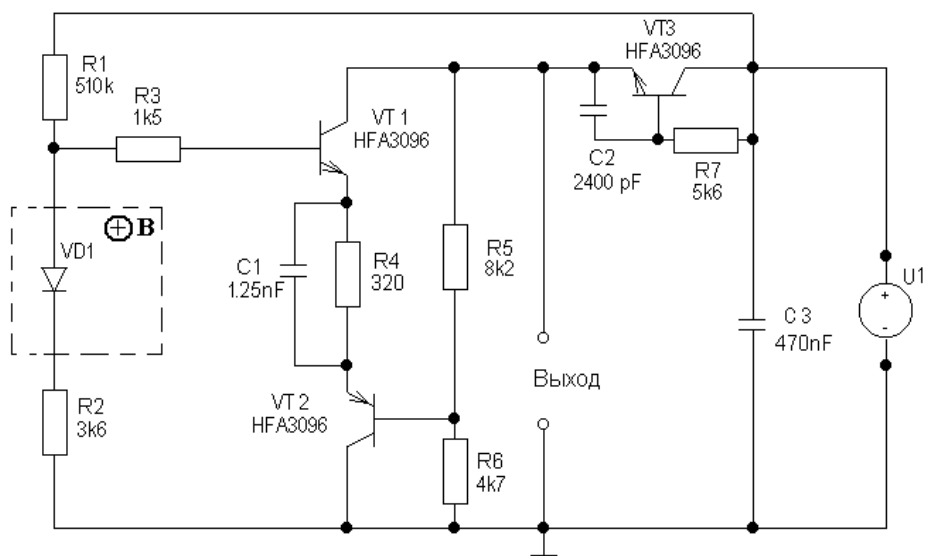 VT3
HFA3096
R1
510k
R3
1k5
VT 1
HFA3096
C2
2400 pF
R7
5k6
B
VD1
C1
1.25nF
R4
320
R5
8k2
U1
+
-
C 3
470nF
Выход
R2
3k6
VT 2
HFA3096
R6
4k7